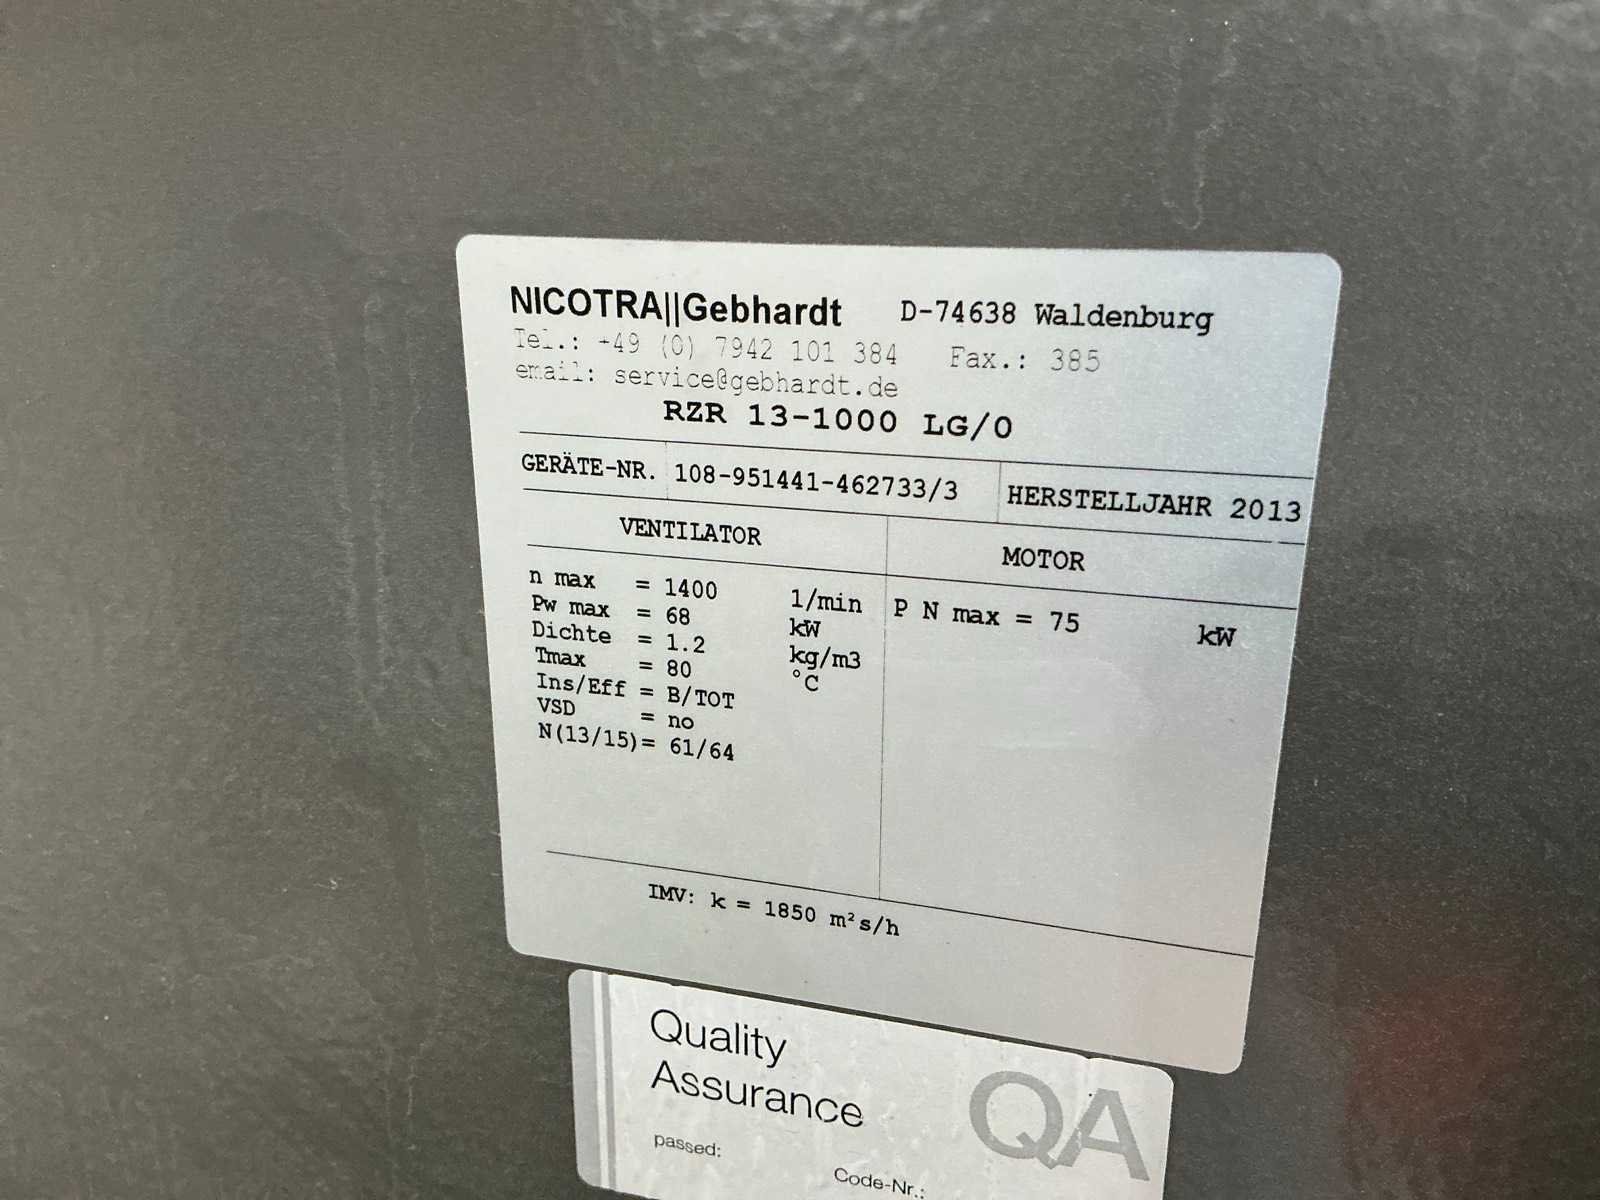 NICOTRA||Gebhardt D-74638 Waldenburg
Tel.: +49 (0) 7942 101 384 Fax.: 385
email: service@gebhardt.de
RZR 13-1000 LG/0
GERÄTE-NR. 108-951441-462733/3 HERSTELLJAHR 2013
VENTILATOR MOTOR
n max = 1400 1/min P N max = 75 kW
Pw max = 68 kW
Dichte = 1.2 kg/m3
Tmax = 80 °C
Ins/Eff = B/TOT
VSD = no
N(13/15)= 61/64
IMV: k = 1850 m²s/h
Quality
Assurance
QA
passed:
Code-Nr.: